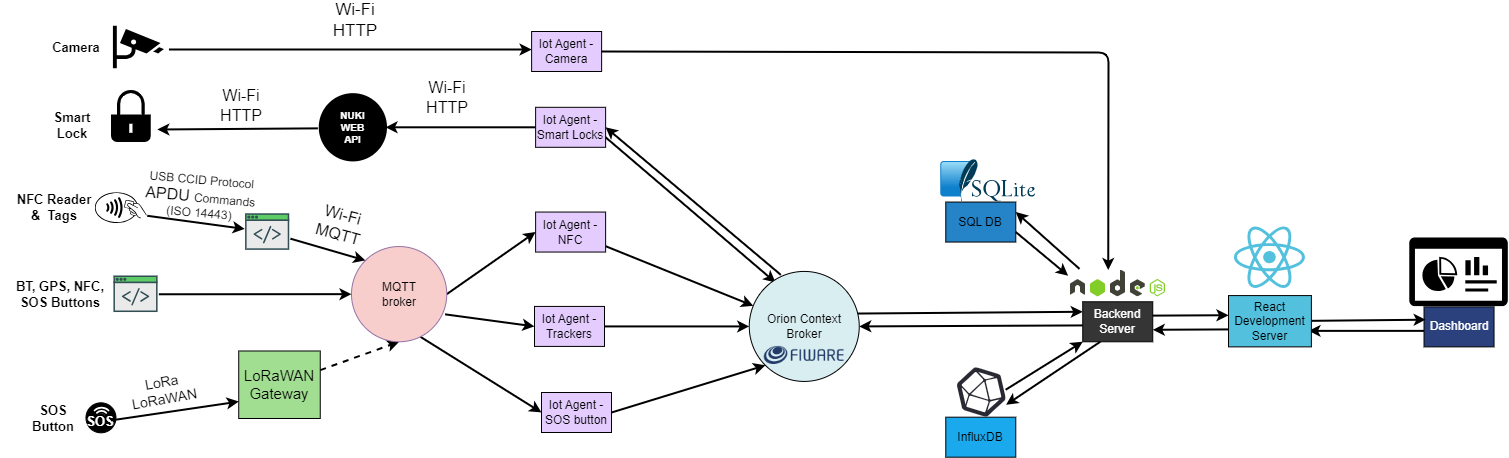 Wi-Fi
HTTP
Camera
Iot Agent -
Camera
Wi-Fi
HTTP
Wi-Fi
HTTP
Smart
Lock
NUKI
WEB
API
Iot Agent -
Smart Locks
USB CCID Protocol
APDU Commands
(ISO 14443)
NFC Reader
& Tags
</>
Wi-Fi
MQTT
Iot Agent -
NFC
SQLite
SQL DB
BT, GPS, NFC,
SOS Buttons
</>
MQTT
broker
Iot Agent -
Trackers
Orion Context
Broker
FIWARE
node
JS
Backend
Server
React
Development
Server
Dashboard
LoRa
LoRaWAN
LoRaWAN
Gateway
SOS
Button
SOS
Iot Agent -
SOS button
InfluxDB